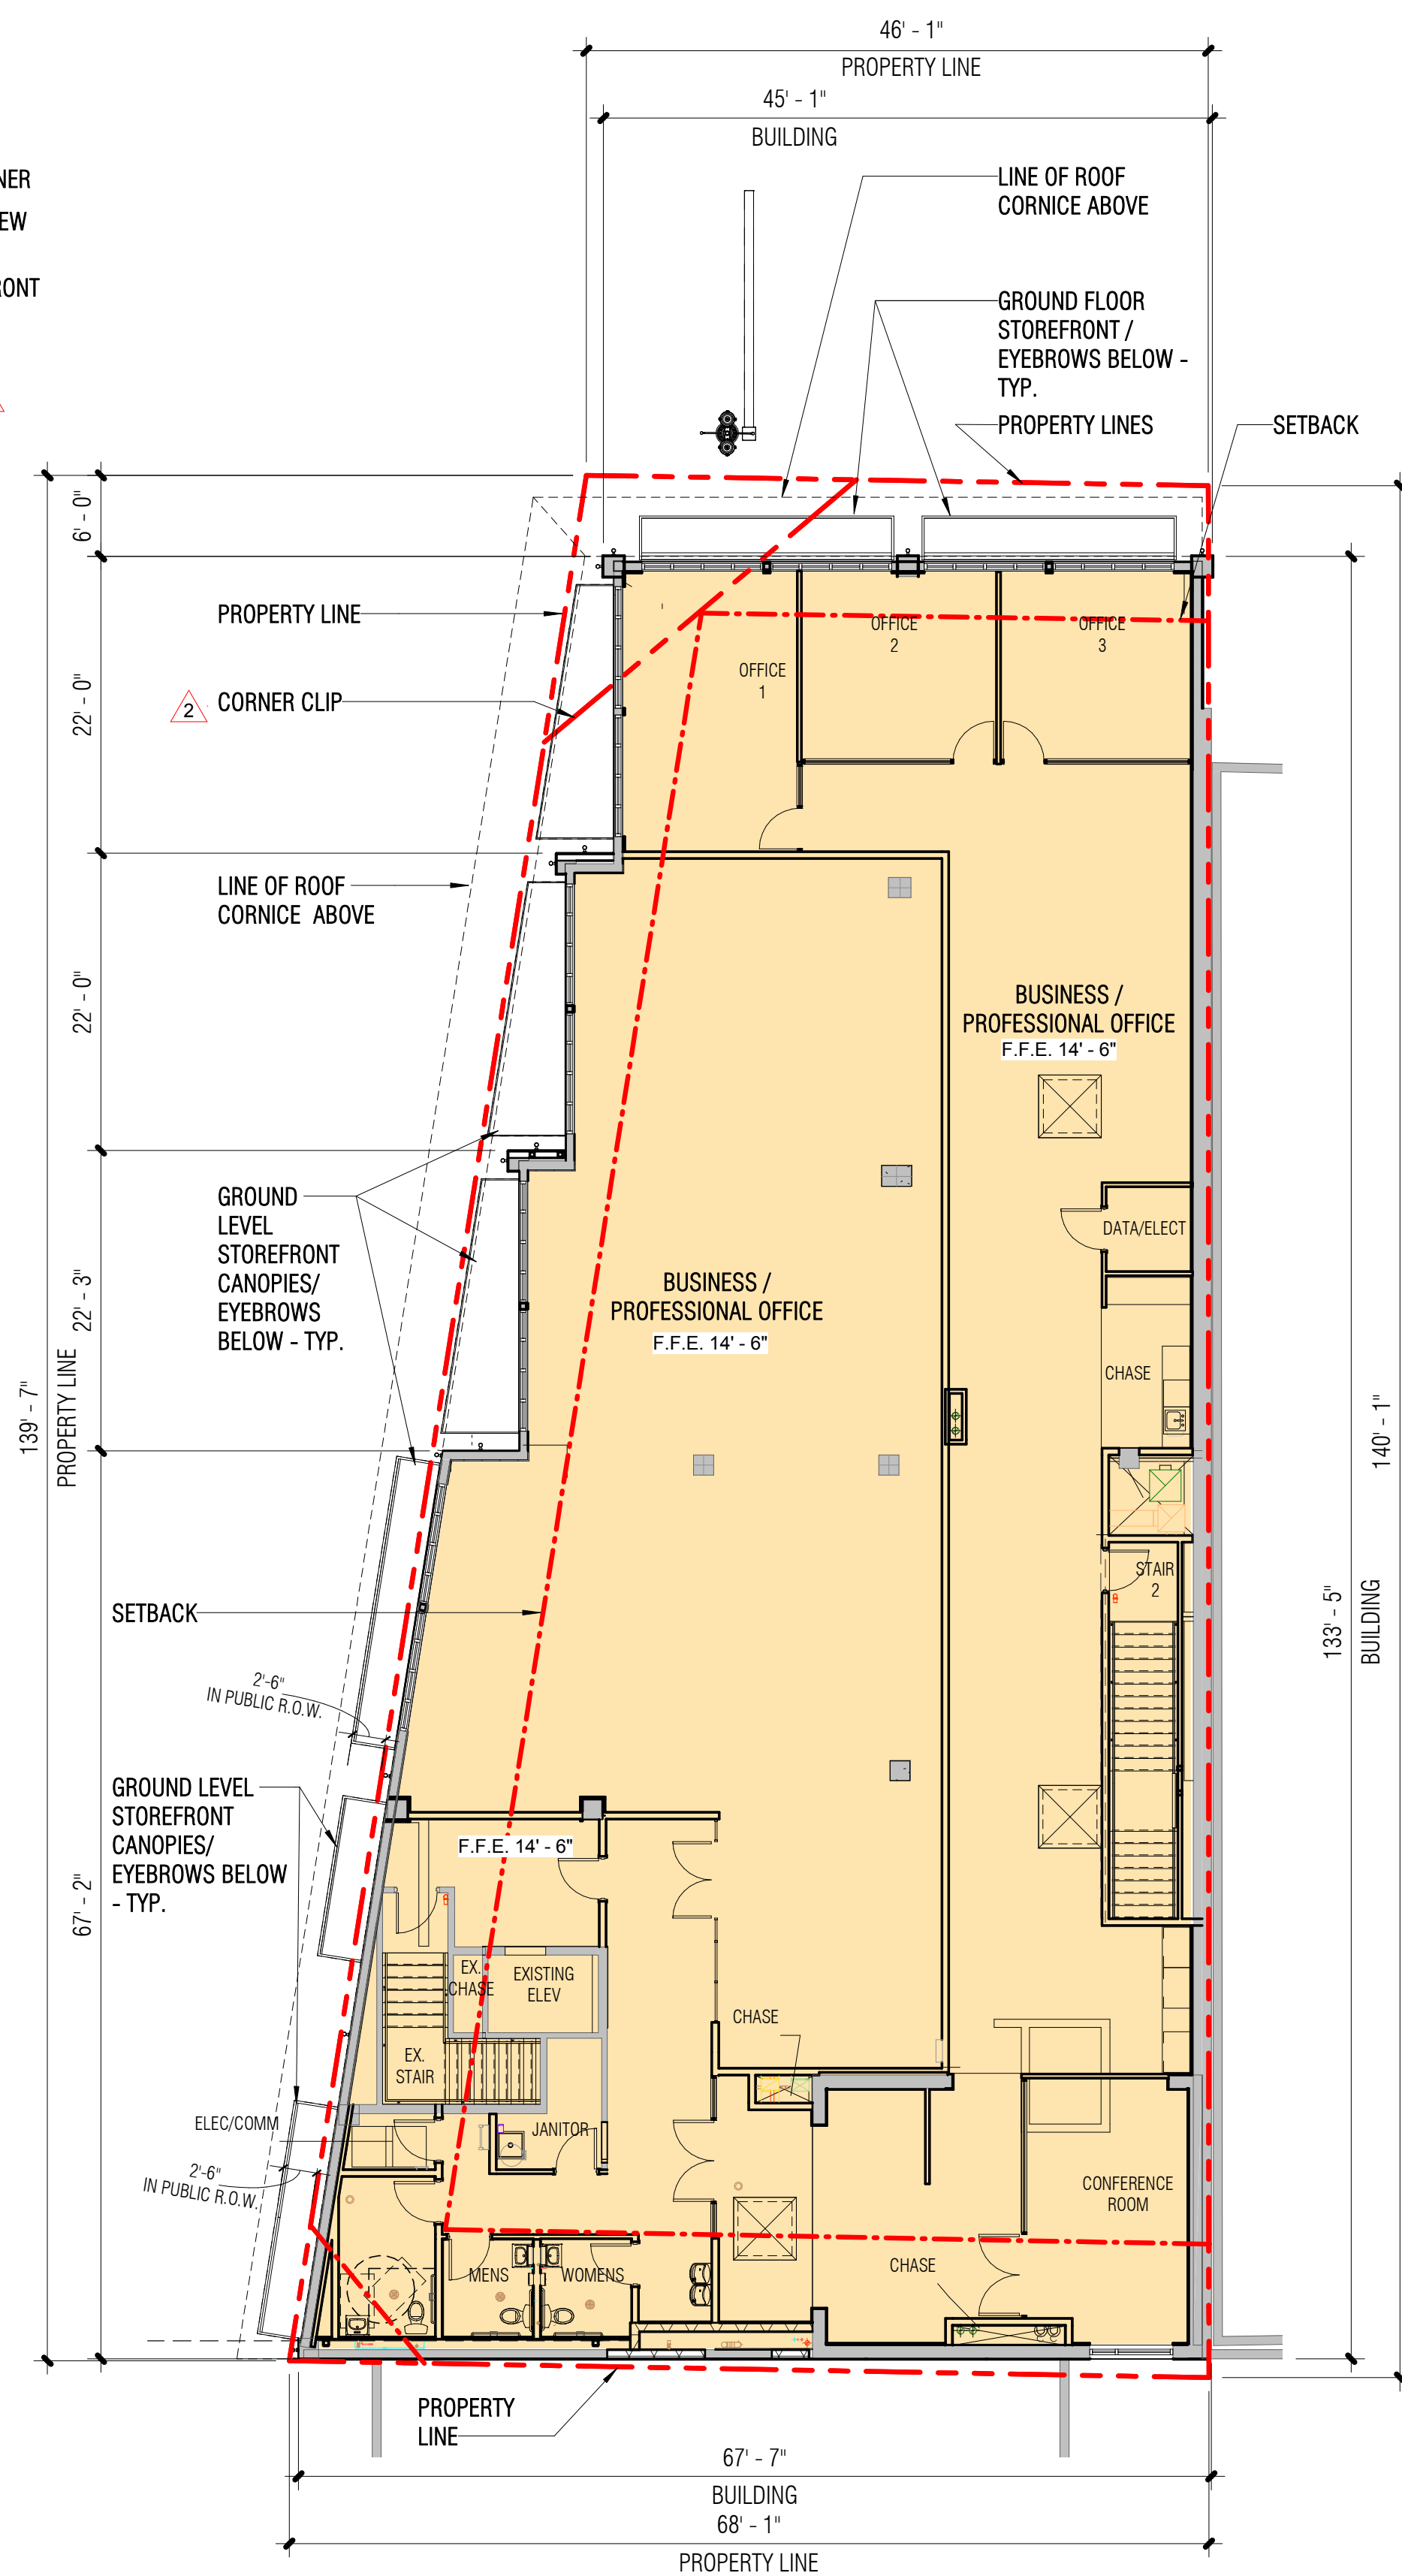 46' - 1"
PROPERTY LINE
45' - 1"
BUILDING
LINE OF ROOF
CORNICE ABOVE
GROUND FLOOR
STOREFRONT /
EYEBROWS BELOW -
TYP.
PROPERTY LINES
SETBACK
6' - 0"
PROPERTY LINE
2
CORNER CLIP
22' - 0"
OFFICE
1
OFFICE
2
OFFICE
3
LINE OF ROOF
CORNICE ABOVE
22' - 0"
BUSINESS /
PROFESSIONAL OFFICE
F.F.E. 14' - 6"
GROUND
LEVEL
STOREFRONT
CANOPIES/
EYEBROWS
BELOW - TYP.
22' - 3"
DATA/ELECT
BUSINESS /
PROFESSIONAL OFFICE
F.F.E. 14' - 6"
CHASE
139' - 7"
PROPERTY LINE
140' - 1"
133' - 5"
BUILDING
STAIR
2
SETBACK
2'-6"
IN PUBLIC R.O.W.
GROUND LEVEL
STOREFRONT
CANOPIES/
EYEBROWS BELOW
- TYP.
67' - 2"
F.F.E. 14' - 6"
EX.
CHASE
EXISTING
ELEV
CHASE
EX.
STAIR
ELEC/COMM
JANITOR
2'-6"
IN PUBLIC R.O.W.
CONFERENCE
ROOM
MENS
WOMENS
CHASE
PROPERTY
LINE
67' - 7"
BUILDING
68' - 1"
PROPERTY LINE